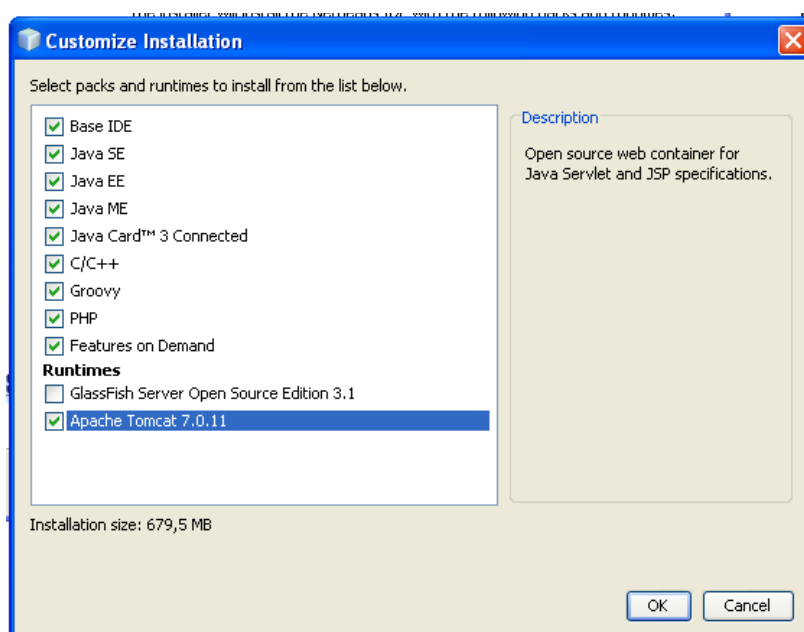 Customize Installation
Select packs and runtimes to install from the list below.
Base IDE
Java SE
Java EE
Java ME
Java Card™ 3 Connected
C/C++
Groovy
PHP
Features on Demand
Runtimes
GlassFish Server Open Source Edition 3.1
Apache Tomcat 7.0.11
Description
Open source web container for
Java Servlet and JSP specifications.
Installation size: 679,5 MB
OK
Cancel